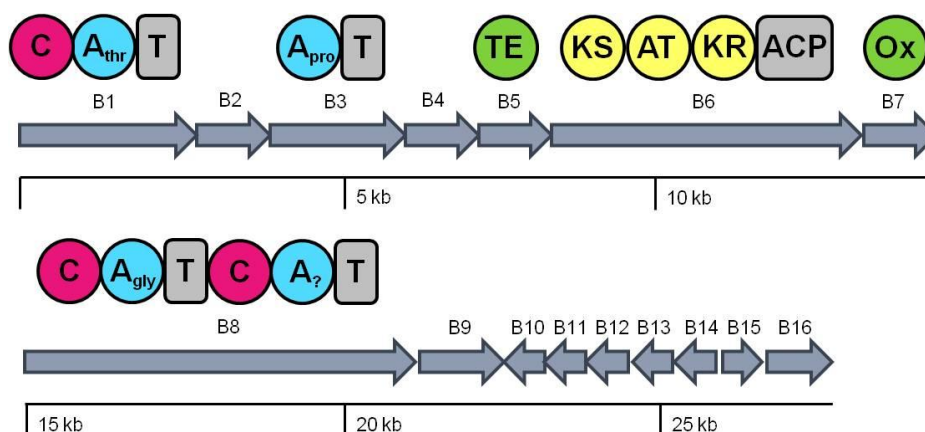 C A thr T A pro T TE KS AT KR ACP Ox
B1 B2 B3 B4 B5 B6 B7
5 kb 10 kb
C A gly T C A ? T
B8 B9 B10 B11 B12 B13 B14 B15 B16
15 kb 20 kb 25 kb